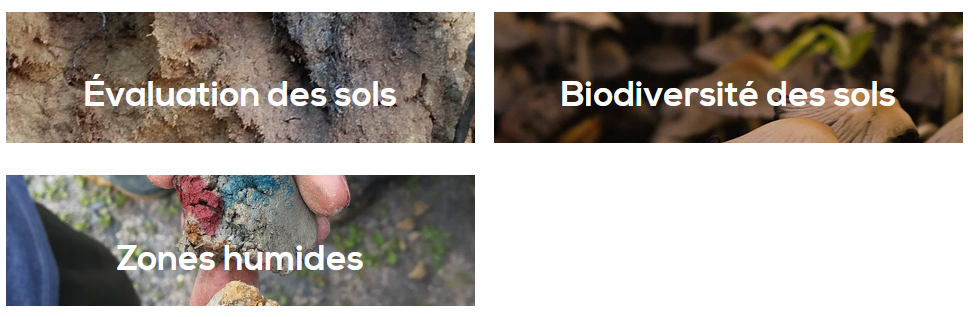 Évaluation des sols
Biodiversité des sols
Zones humides